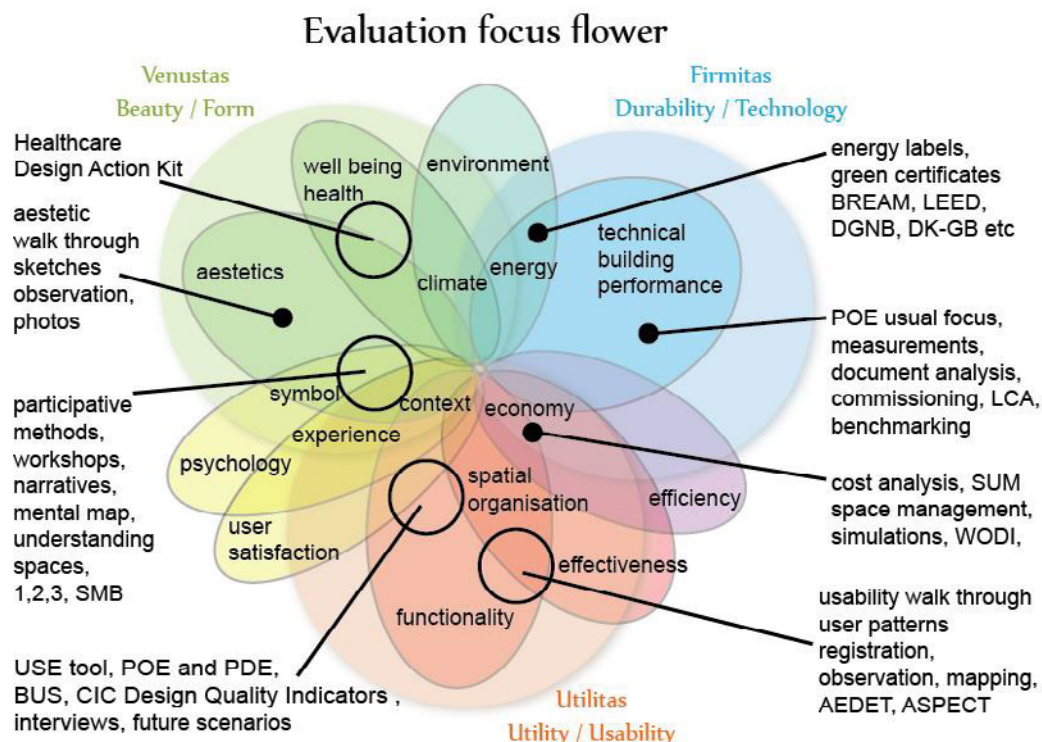 Evaluation focus flower
Venustas
Beauty / Form
Firmitas
Durability / Technology
Healthcare
Design Action Kit
aestetic
walk through
sketches
observation,
photos
participative
methods,
workshops,
narratives,
mental map,
understanding
spaces,
1,2,3, SMB
USE tool, POE and PDE,
BUS, CIC Design Quality Indicators ,
interviews, future scenarios
well being
health
environment
aestetics
climate
energy
technical
building
performance
symbol
context
economy
experience
psychology
spatial
organisation
efficiency
user
satisfaction
effectiveness
functionality
energy labels,
green certificates
BREAM, LEED,
DGNB, DK-GB etc
POE usual focus,
measurements,
document analysis,
commissioning, LCA,
benchmarking
cost analysis, SUM
space management,
simulations, WODI,
usability walk through
user patterns
registration,
observation, mapping,
AEDET, ASPECT
Utilitas
Utility / Usability